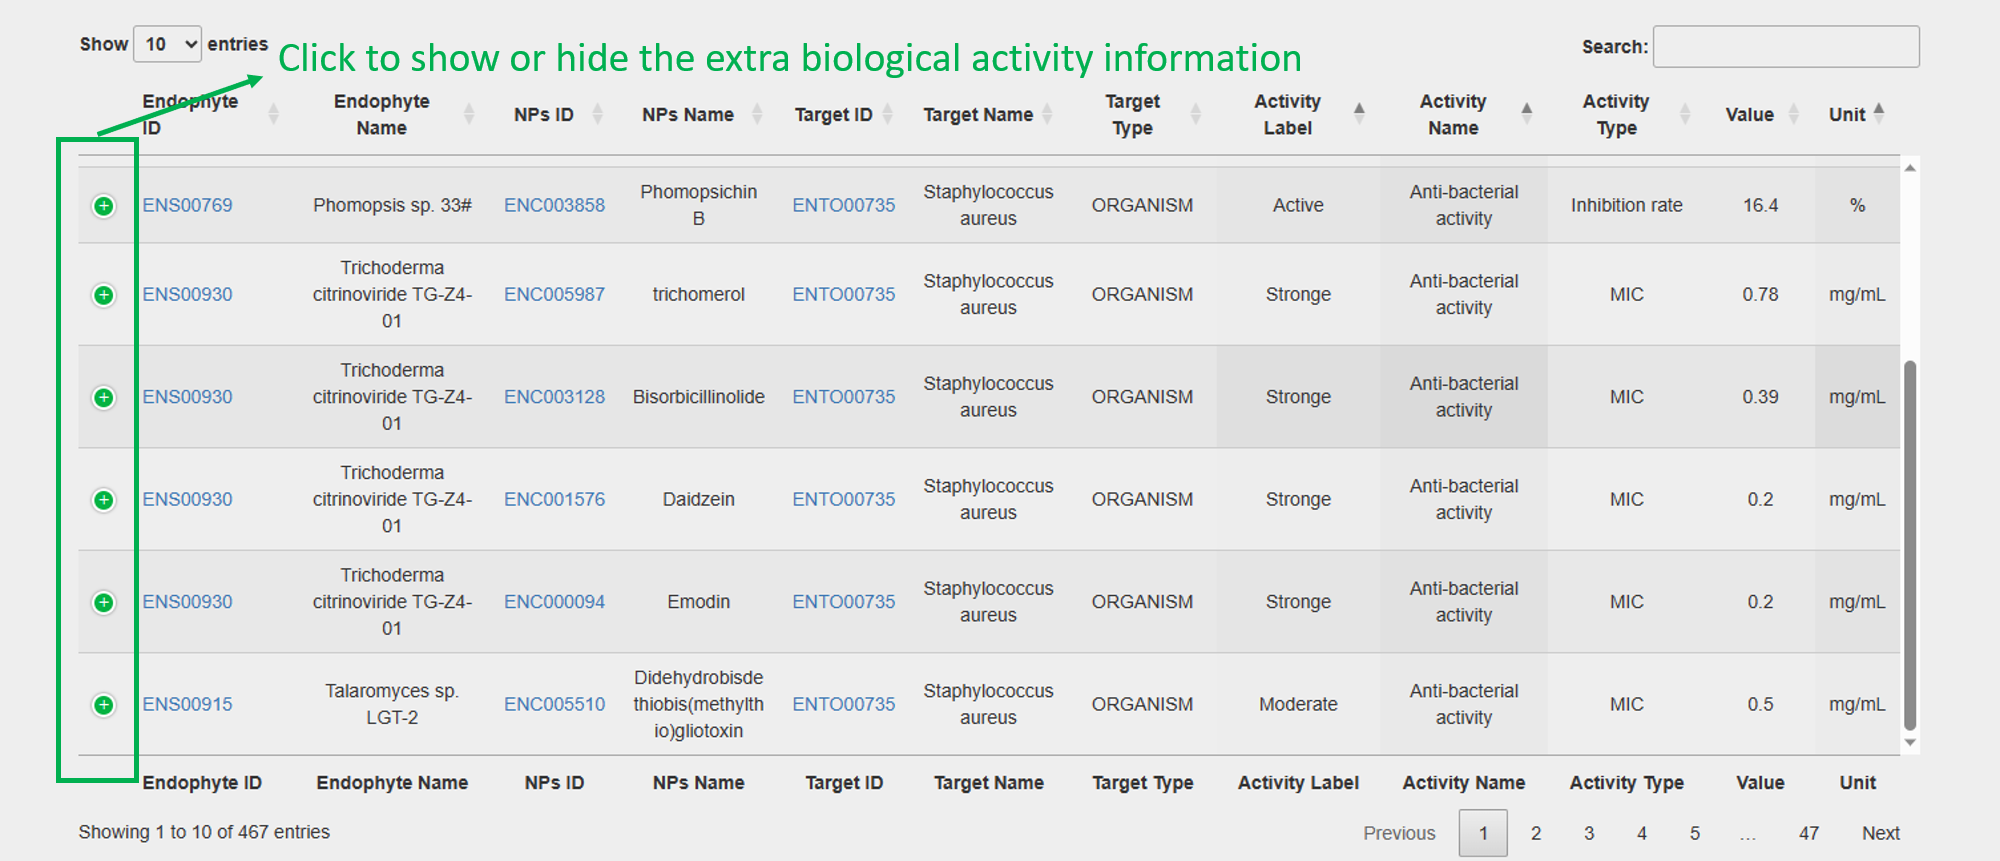 Show 10 entries
Click to show or hide the extra biological activity information
Search:
Endophyte ID Endophyte Name NPs ID NPs Name Target ID Target Name Target Type Activity Label Activity Name Activity Type Value Unit
ENS00769 Phomopsis sp. 33# ENC003858 Phomopsichin B ENTO00735 Staphylococcus aureus ORGANISM Active Anti-bacterial activity Inhibition rate 16.4 %
ENS00930 Trichoderma citrinoviride TG-Z4-01 ENC005987 trichomerol ENTO00735 Staphylococcus aureus ORGANISM Stronge Anti-bacterial activity MIC 0.78 mg/mL
ENS00930 Trichoderma citrinoviride TG-Z4-01 ENC003128 Bisorbicillinolide ENTO00735 Staphylococcus aureus ORGANISM Stronge Anti-bacterial activity MIC 0.39 mg/mL
ENS00930 Trichoderma citrinoviride TG-Z4-01 ENC001576 Daidzein ENTO00735 Staphylococcus aureus ORGANISM Stronge Anti-bacterial activity MIC 0.2 mg/mL
ENS00930 Trichoderma citrinoviride TG-Z4-01 ENC000094 Emodin ENTO00735 Staphylococcus aureus ORGANISM Stronge Anti-bacterial activity MIC 0.2 mg/mL
ENS00915 Talaromyces sp. LGT-2 ENC005510 Didehydrobisdethiobis(methylthio)gliotoxin ENTO00735 Staphylococcus aureus ORGANISM Moderate Anti-bacterial activity MIC 0.5 mg/mL
Endophyte ID Endophyte Name NPs ID NPs Name Target ID Target Name Target Type Activity Label Activity Name Activity Type Value Unit
Showing 1 to 10 of 467 entries
Previous 1 2 3 4 5 … 47 Next